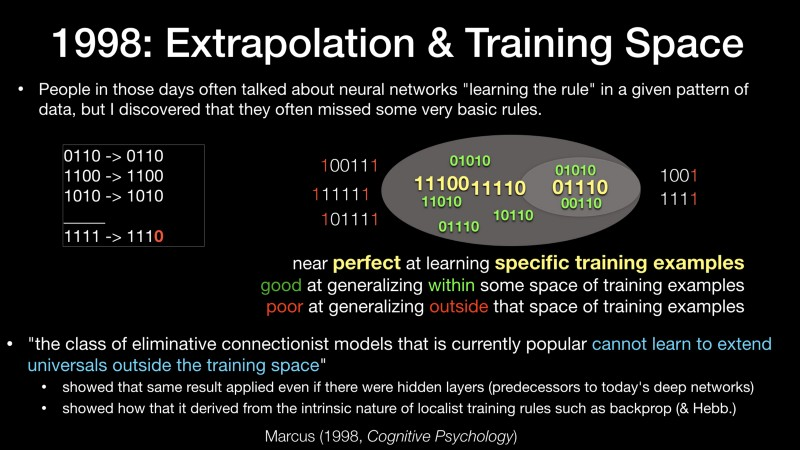 1998: Extrapolation & Training Space
• People in those days often talked about neural networks "learning the rule" in a given pattern of
data, but I discovered that they often missed some very basic rules.
0110 -> 0110
1100 -> 1100
1010 -> 1010
_____
1111 -> 1110
100111
111111
101111
01010
11100
11110
11010
10110
01110
01010
01110
00110
1001
1111
near perfect at learning specific training examples
good at generalizing within some space of training examples
poor at generalizing outside that space of training examples
• "the class of eliminative connectionist models that is currently popular cannot learn to extend
universals outside the training space"
• showed that same result applied even if there were hidden layers (predecessors to today's deep networks)
• showed how that it derived from the intrinsic nature of localist training rules such as backprop (& Hebb.)
Marcus (1998, Cognitive Psychology)